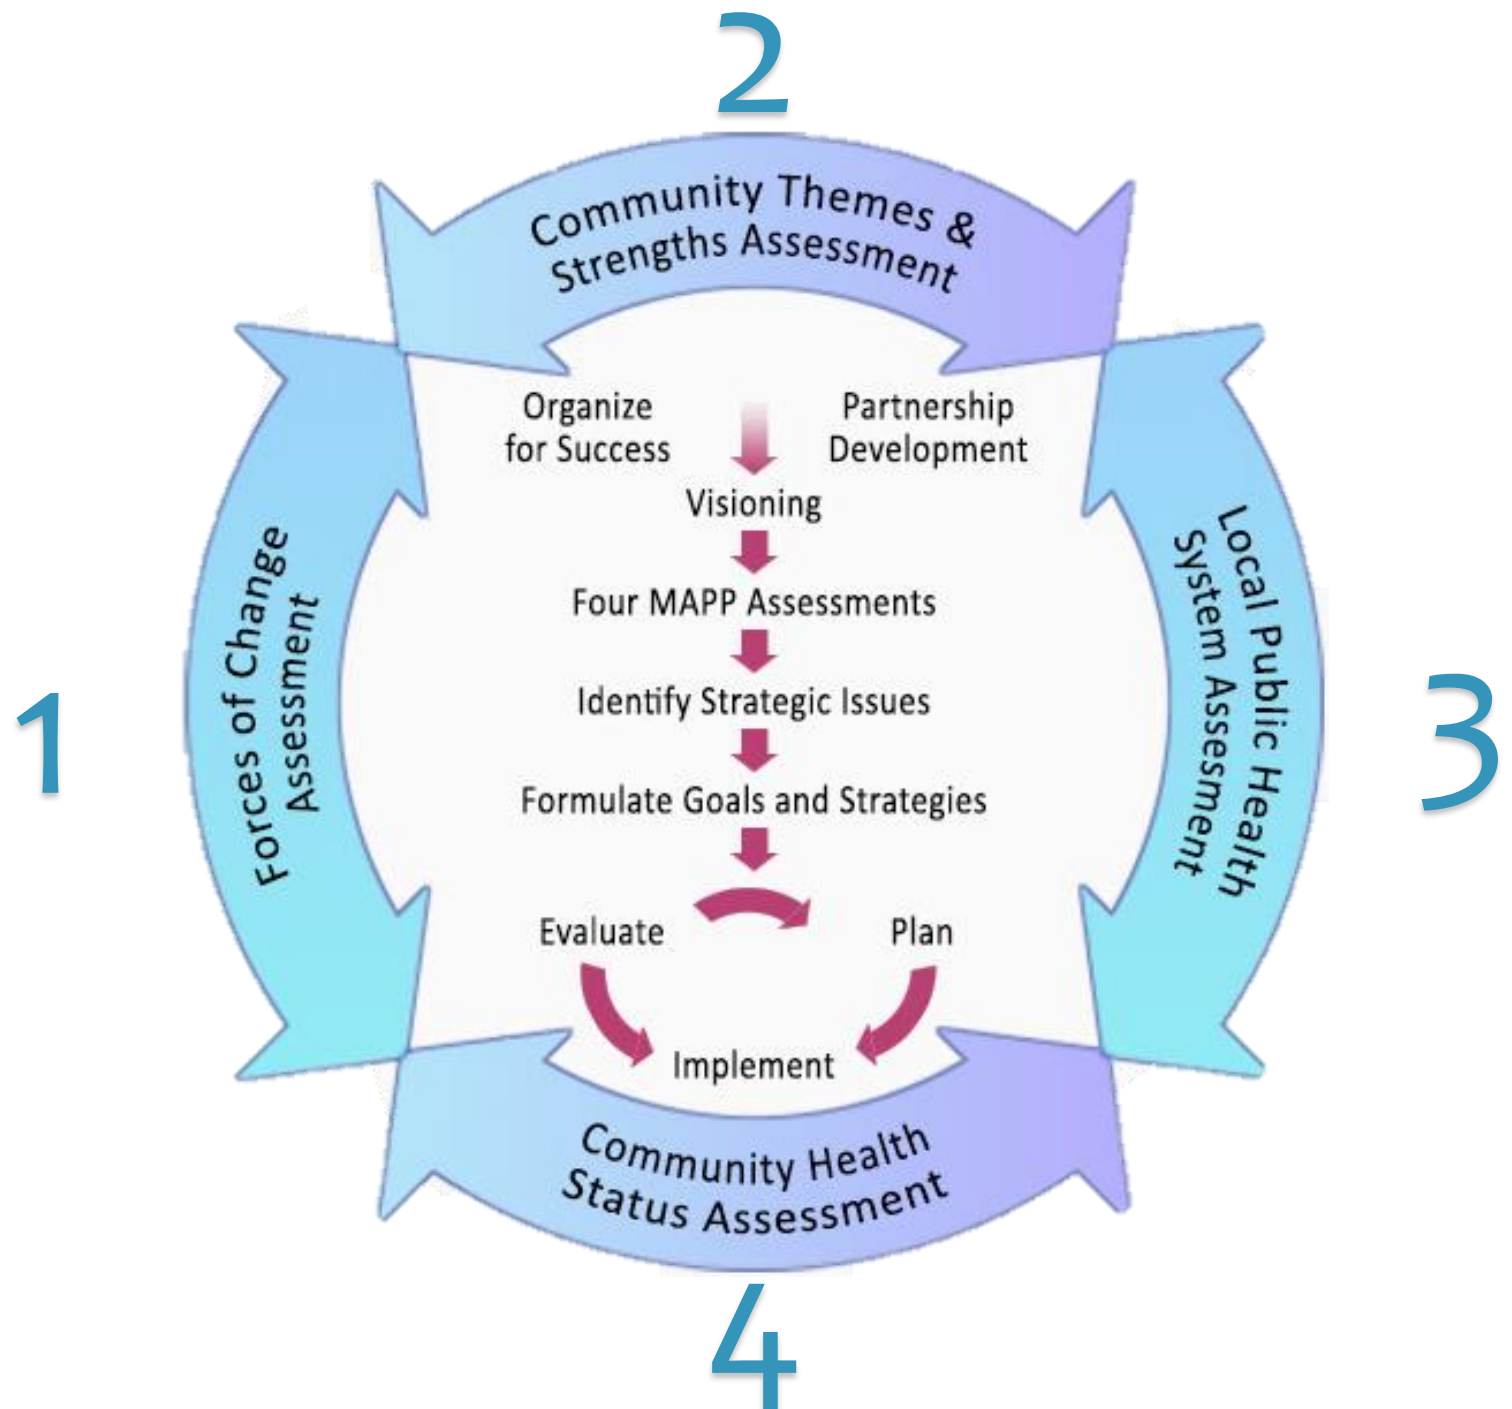 2
Community Themes &
Strengths Assessment
Organize
for Success
Partnership
Development
Visioning
Four MAPP Assessments
Identify Strategic Issues
Formulate Goals and Strategies
Evaluate
Plan
Implement
1
Forces of Change
Assessment
Local Public Health
System Assessment
3
Community Health
Status Assessment
4